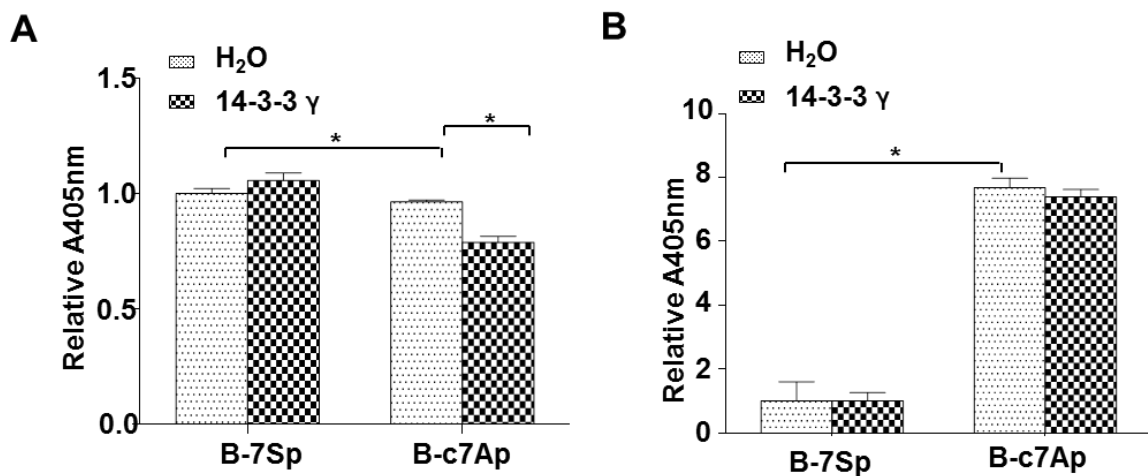 A
H₂O
14-3-3 γ
Relative A405nm
1.5
1.0
0.5
0.0
*
*
B-7Sp
B-c7Ap
B
H₂O
14-3-3 γ
Relative A405nm
10
8
6
4
2
0
*
B-7Sp
B-c7Ap